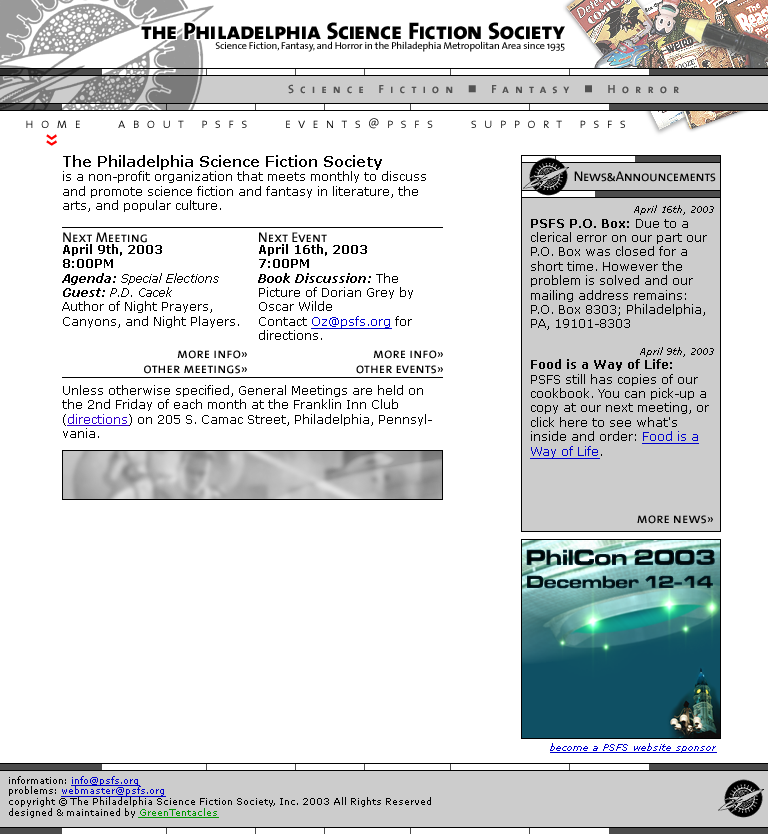 The Philadelphia Science Fiction Society
Science Fiction, Fantasy, and Horror in the Philadephia Metropolitan Area since 1935
Science Fiction ■ Fantasy ■ Horror
HOME ABOUT PSFS EVENTS@PSFS SUPPORT PSFS
The Philadelphia Science Fiction Society
is a non-profit organization that meets monthly to discuss
and promote science fiction and fantasy in literature, the
arts, and popular culture.
Next Meeting
April 9th, 2003
8:00PM
Agenda: Special Elections
Guest: P.D. Cacek
Author of Night Prayers,
Canyons, and Night Players.
MORE INFO»
OTHER MEETINGS»
Next Event
April 16th, 2003
7:00PM
Book Discussion: The
Picture of Dorian Grey by
Oscar Wilde
Contact Oz@psfs.org for
directions.
MORE INFO»
OTHER EVENTS»
Unless otherwise specified, General Meetings are held on
the 2nd Friday of each month at the Franklin Inn Club
(directions) on 205 S. Camac Street, Philadelphia, Pennsyl-
vania.
News&Announcements
April 16th, 2003
PSFS P.O. Box: Due to a
clerical error on our part our
P.O. Box was closed for a
short time. However the
problem is solved and our
mailing address remains:
P.O. Box 8303; Philadelphia,
PA, 19101-8303
April 9th, 2003
Food is a Way of Life:
PSFS still has copies of our
cookbook. You can pick-up a
copy at our next meeting, or
click here to see what's
inside and order: Food is a
Way of Life.
MORE NEWS»
PhilCon 2003
December 12-14
become a PSFS website sponsor
information: info@psfs.org
problems: webmaster@psfs.org
copyright © The Philadelphia Science Fiction Society, Inc. 2003 All Rights Reserved
designed & maintained by GreenTentacles